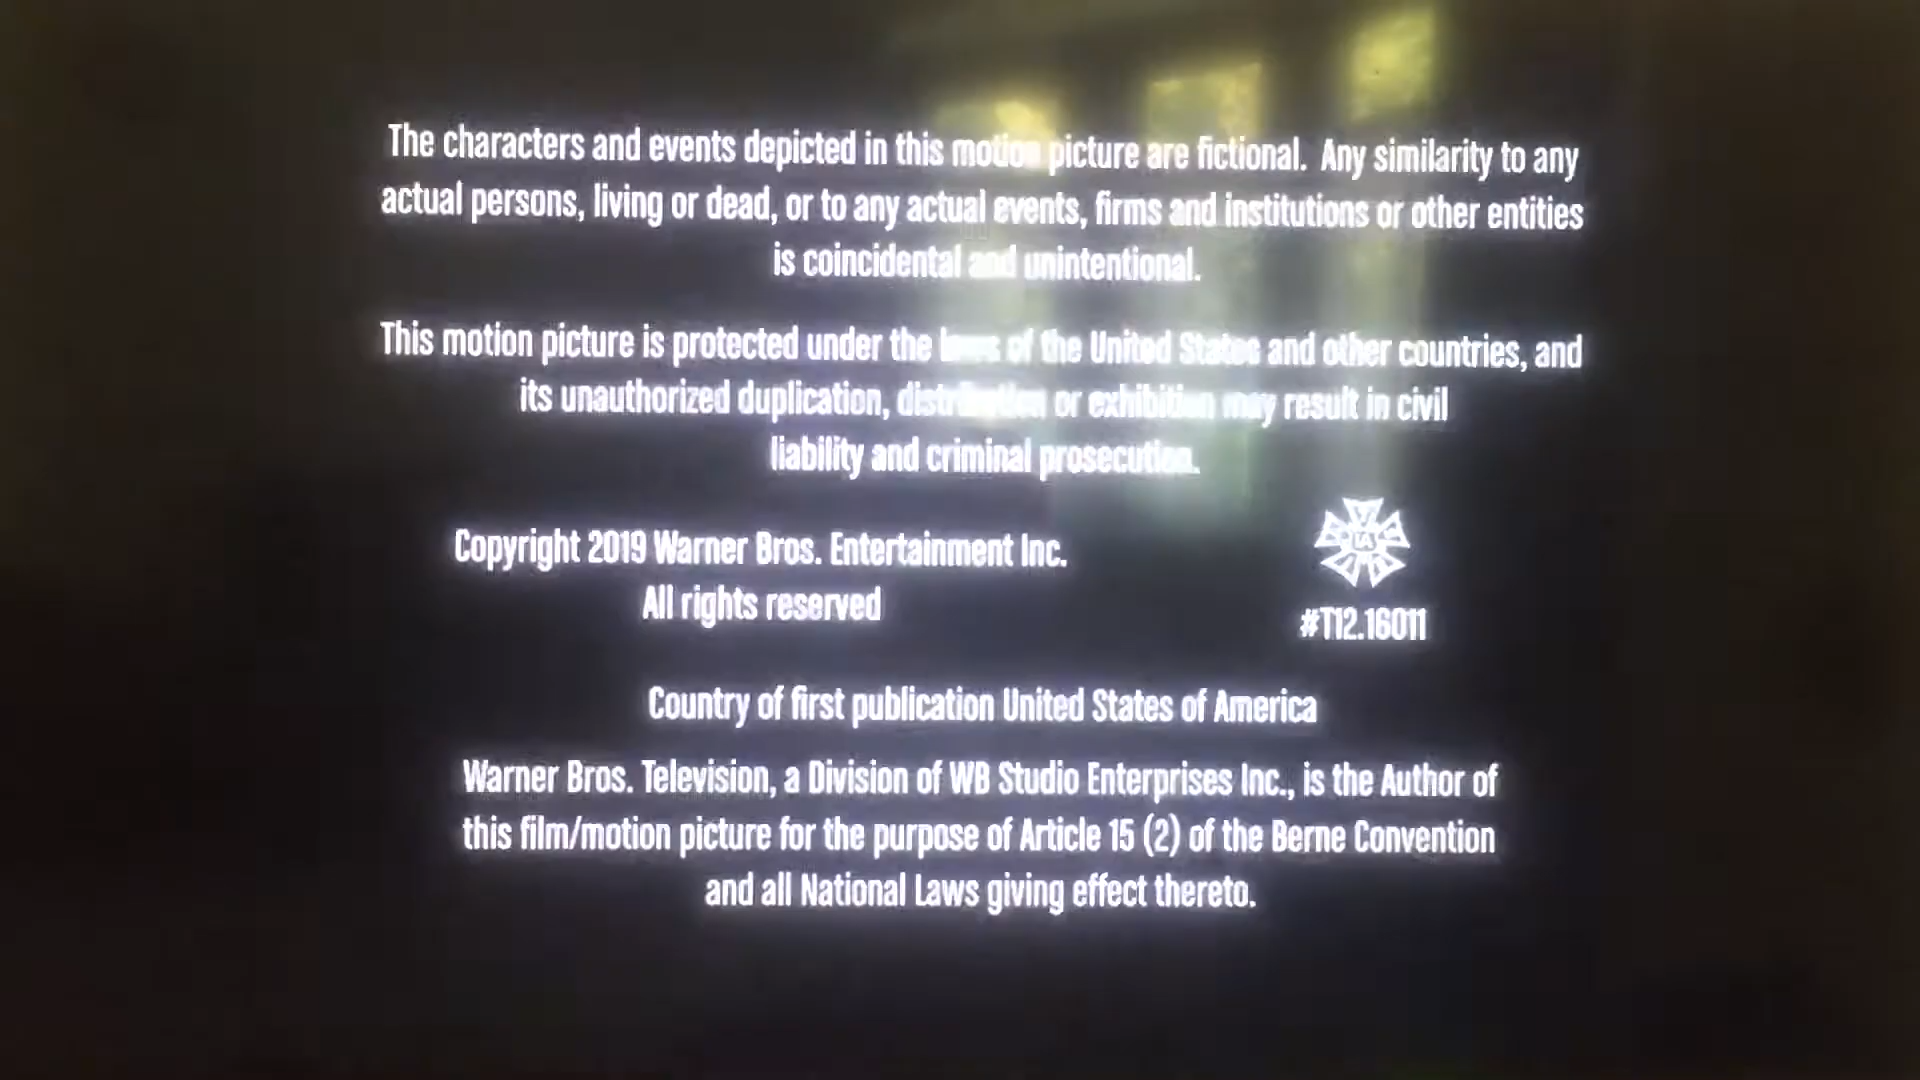 The characters and events depicted in this motion picture are fictional. Any similarity to any
actual persons, living or dead, or to any actual events, firms and institutions or other entities
is coincidental and unintentional.
This motion picture is protected under the laws of the United States and other countries, and
its unauthorized duplication, distribution or exhibition may result in civil
liability and criminal prosecution.
Copyright 2019 Warner Bros. Entertainment Inc.
All rights reserved
IA
#T12.16011
Country of first publication United States of America
Warner Bros. Television, a Division of WB Studio Enterprises Inc., is the Author of
this film/motion picture for the purpose of Article 15 (2) of the Berne Convention
and all National Laws giving effect thereto.